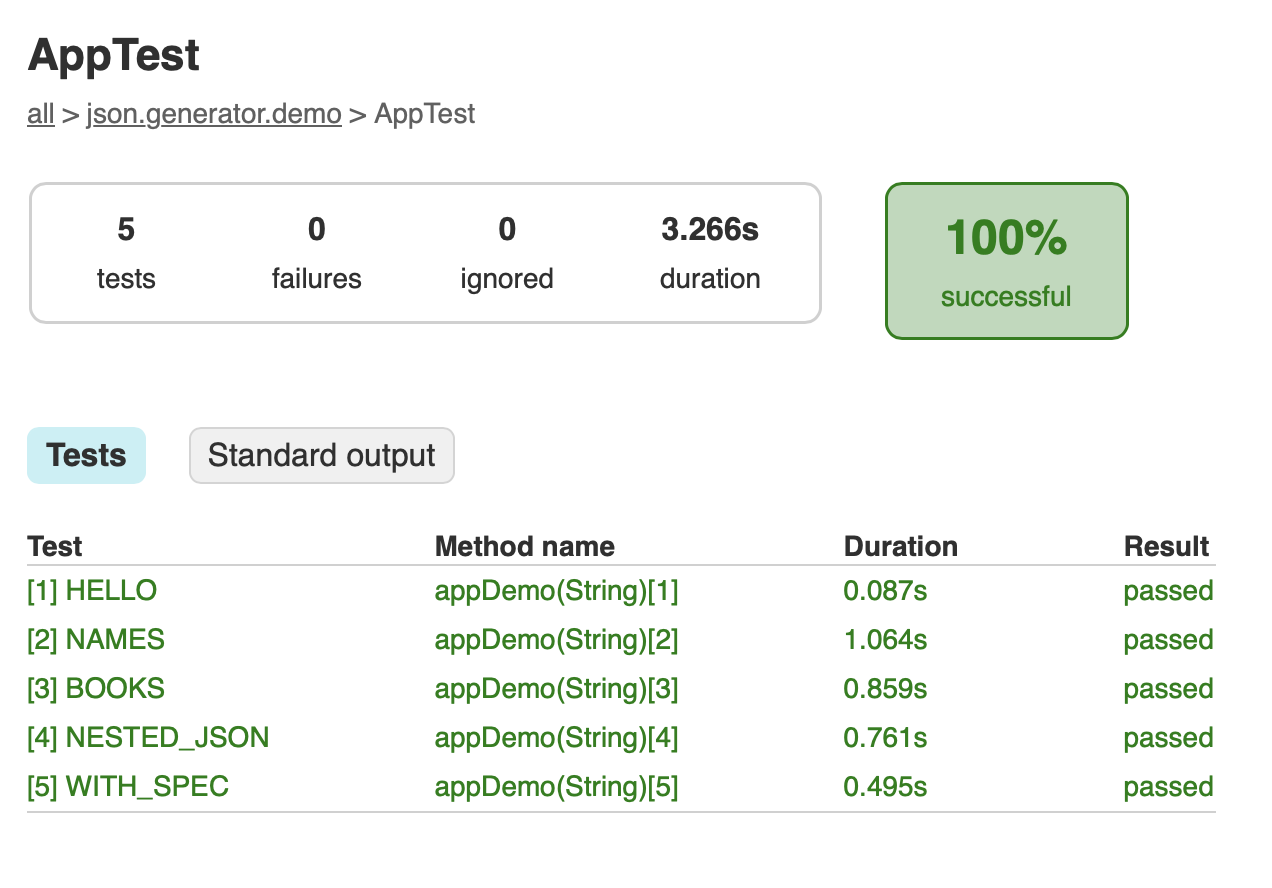 AppTest
all > json.generator.demo > AppTest
5 0 0 3.266s
tests failures ignored duration
100%
successful
Tests Standard output
Test Method name Duration Result
[1] HELLO appDemo(String)[1] 0.087s passed
[2] NAMES appDemo(String)[2] 1.064s passed
[3] BOOKS appDemo(String)[3] 0.859s passed
[4] NESTED_JSON appDemo(String)[4] 0.761s passed
[5] WITH_SPEC appDemo(String)[5] 0.495s passed